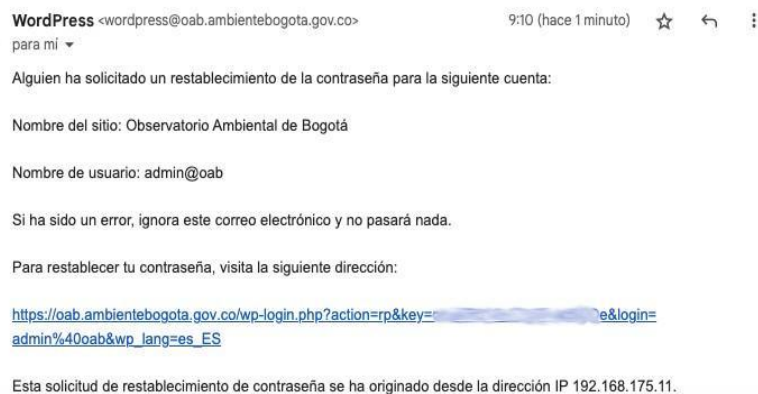 WordPress <wordpress@oab.ambientebogota.gov.co> 9:10 (hace 1 minuto)
para mí
Alguien ha solicitado un restablecimiento de la contraseña para la siguiente cuenta:
Nombre del sitio: Observatorio Ambiental de Bogotá
Nombre de usuario: admin@oab
Si ha sido un error, ignora este correo electrónico y no pasará nada.
Para restablecer tu contraseña, visita la siguiente dirección:
https://oab.ambientebogota.gov.co/wp-login.php?action=rp&key= e&login=
admin%40oab&wp_lang=es_ES
Esta solicitud de restablecimiento de contraseña se ha originado desde la dirección IP 192.168.175.11.